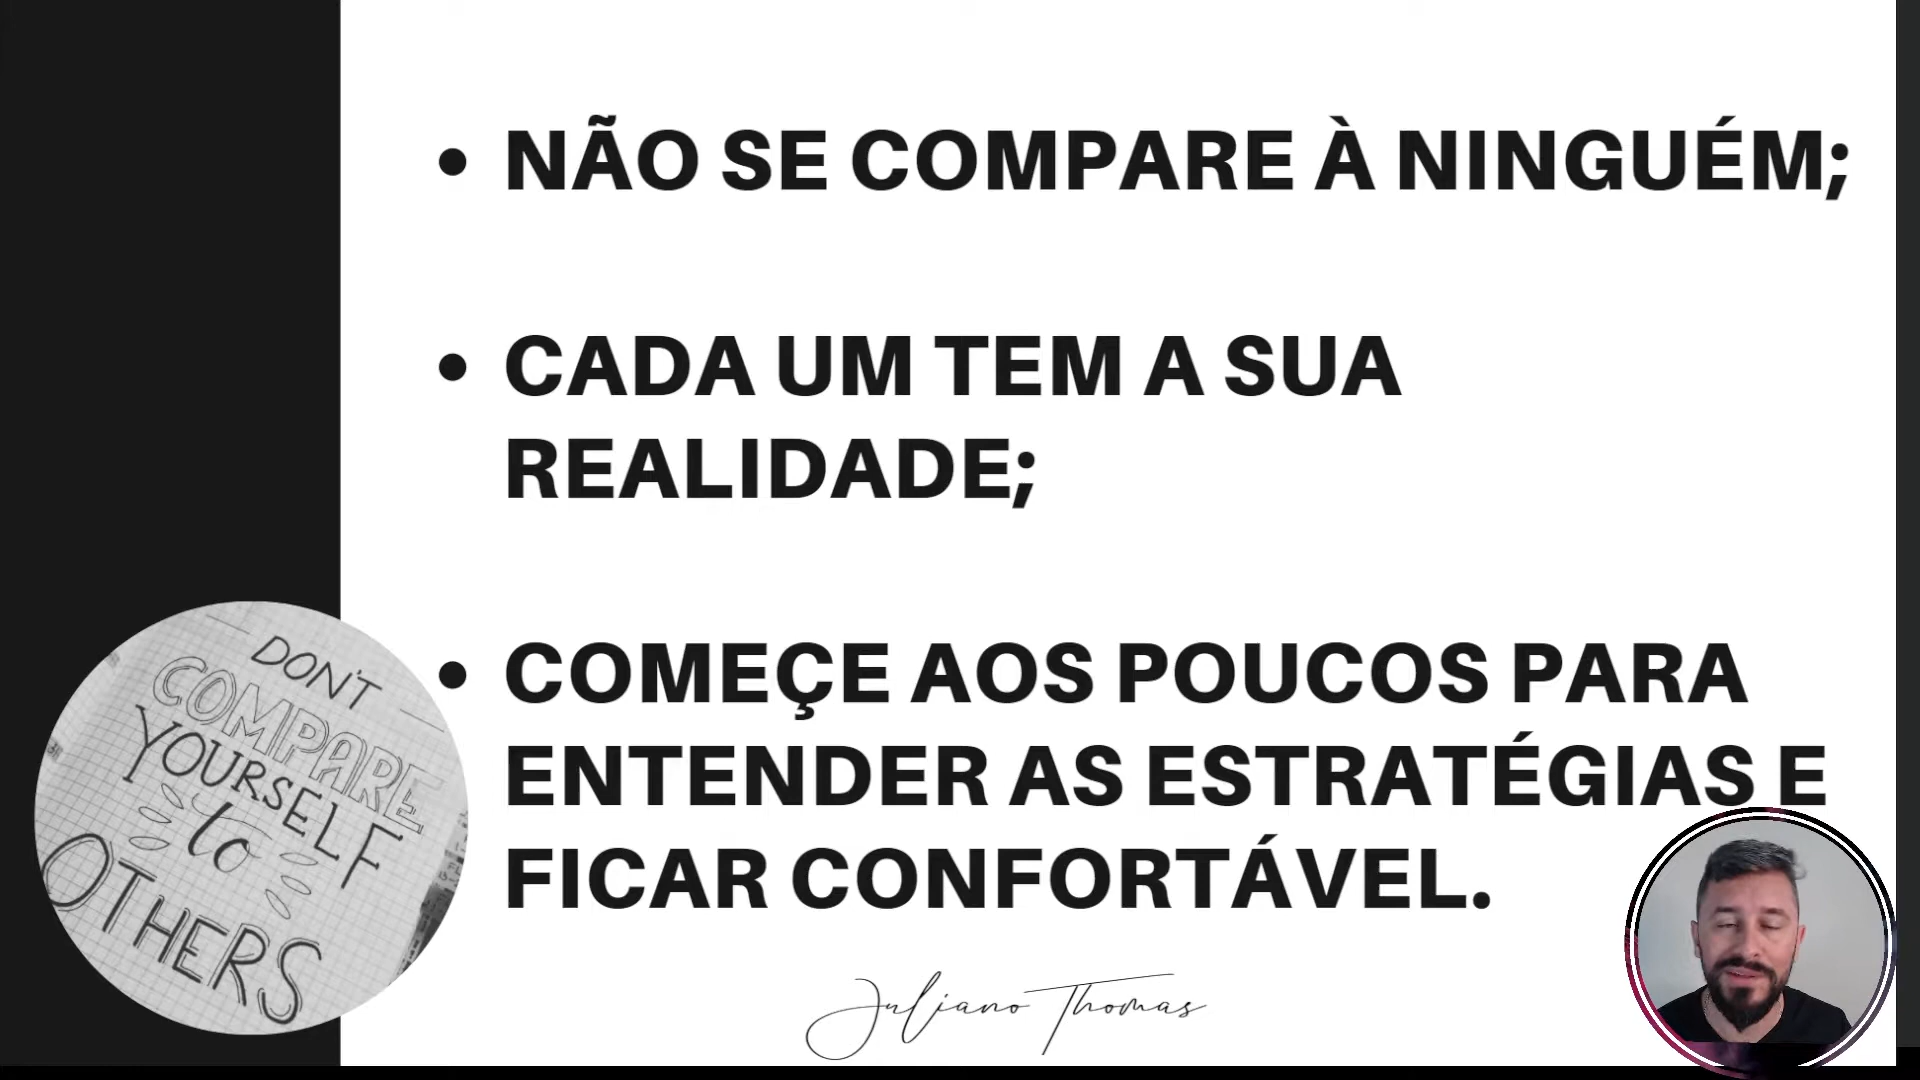 • NÃO SE COMPARE À NINGUÉM;
• CADA UM TEM A SUA
REALIDADE;
• COMEÇE AOS POUCOS PARA
ENTENDER AS ESTRATÉGIAS E
FICAR CONFORTÁVEL.
DON'T
COMPARE
YOURSELF
to
OTHERS
Juliano Thomas